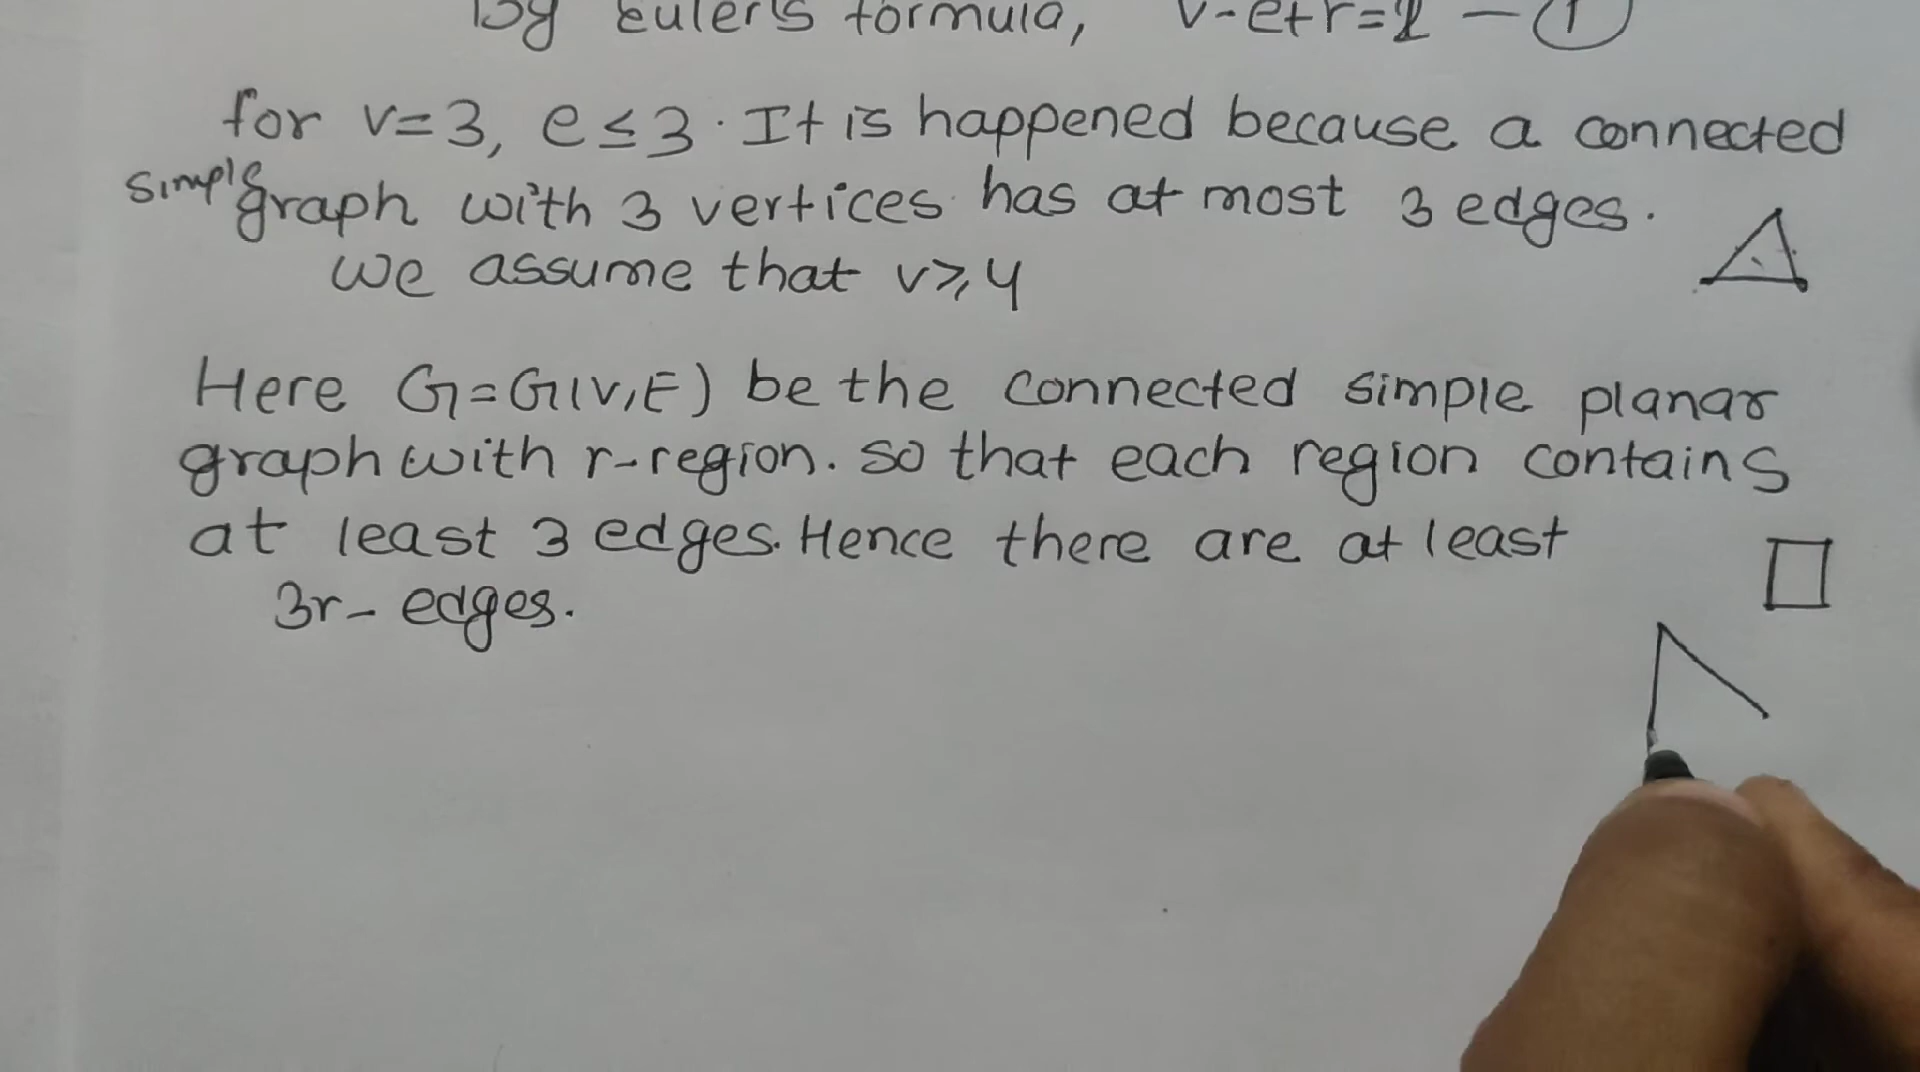 By Euler's formula, v-e+r=2 - ①
for v=3, e≤3. It is happened because a connected
simple graph with 3 vertices has at most 3 edges.
we assume that v≥4
Here G=G(V,E) be the connected simple planar
graph with r-region. so that each region contains
at least 3 edges. Hence there are at least
3r- edges.